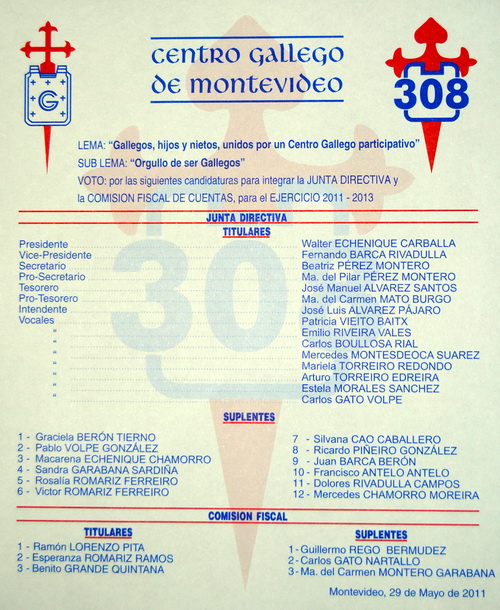 CENTRO GALLEGO
DE MONTEVIDEO
G
308
LEMA: “Gallegos, hijos y nietos, unidos por un Centro Gallego participativo”
SUB LEMA: “Orgullo de ser Gallegos”
VOTO: por las siguientes candidaturas para integrar la JUNTA DIRECTIVA y
la COMISION FISCAL DE CUENTAS, para el EJERCICIO 2011 - 2013
JUNTA DIRECTIVA
TITULARES
Presidente Walter ECHENIQUE CARBALLA
Vice-Presidente Fernando BARCA RIVADULLA
Secretario Beatriz PÉREZ MONTERO
Pro-Secretario Ma. del Pilar PÉREZ MONTERO
Tesorero José Manuel ALVAREZ SANTOS
Pro-Tesorero Ma. del Carmen MATO BURGO
Intendente José Luis ALVAREZ PÁJARO
Vocales Patricia VIEITO BAITX
“ Emilio RIVEIRA VALES
“ Carlos BOULLOSA RIAL
“ Mercedes MONTESDEOCA SUAREZ
“ Mariela TORREIRO REDONDO
“ Arturo TORREIRO EDREIRA
“ Estela MORALES SANCHEZ
“ Carlos GATO VOLPE
SUPLENTES
1 - Graciela BERÓN TIERNO
2 - Pablo VOLPE GONZÁLEZ
3 - Macarena ECHENIQUE CHAMORRO
4 - Sandra GARABANA SARDIÑA
5 - Rosalía ROMARIZ FERREIRO
6 - Victor ROMARIZ FERREIRO
7 - Silvana CAO CABALLERO
8 - Ricardo PIÑEIRO GONZÁLEZ
9 - Juan BARCA BERÓN
10 - Francisco ANTELO ANTELO
11 - Dolores RIVADULLA CAMPOS
12 - Mercedes CHAMORRO MOREIRA
COMISION FISCAL
TITULARES
1 - Ramón LORENZO PITA
2 - Esperanza ROMARIZ RAMOS
3 - Benito GRANDE QUINTANA
SUPLENTES
1 - Guillermo REGO BERMUDEZ
2 - Carlos GATO NARTALLO
3 - Ma. del Carmen MONTERO GARABANA
Montevideo, 29 de Mayo de 2011